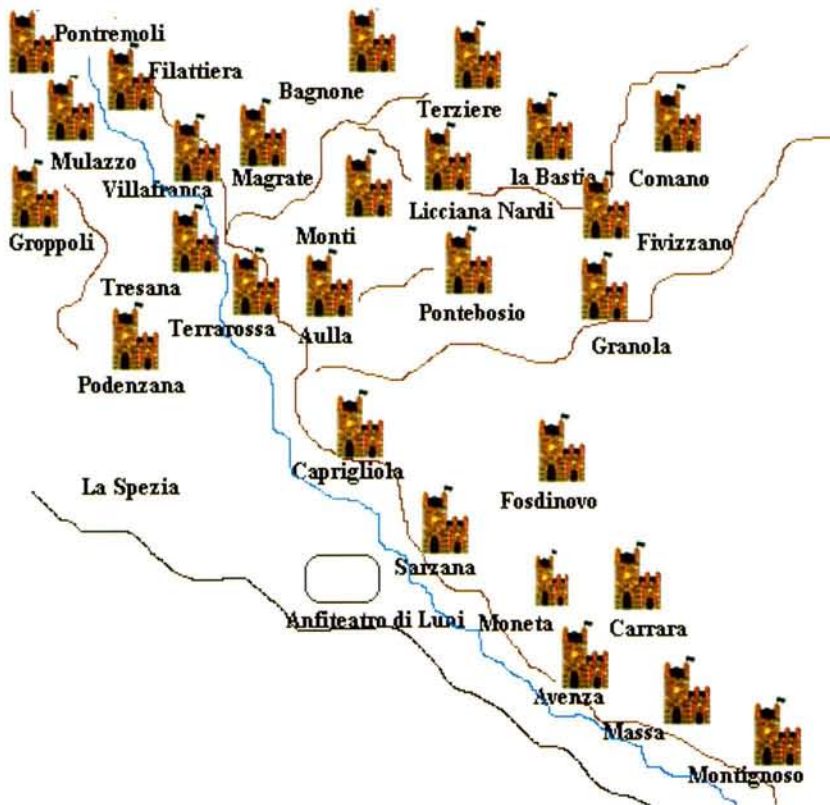 Pontremoli
Filattiera
Bagnone
Terziere
Mulazzo
Villafranca
Magrate
la Bastia
Comano
Licciana Nardi
Groppoli
Monti
Fivizzano
Tresana
Terrarossa
Aulla
Pontebosio
Granola
Podenzana
Caprigliola
La Spezia
Fosdinovo
Sarzana
Anfiteatro di Luni
Moneta
Carrara
Avenza
Massa
Montignoso